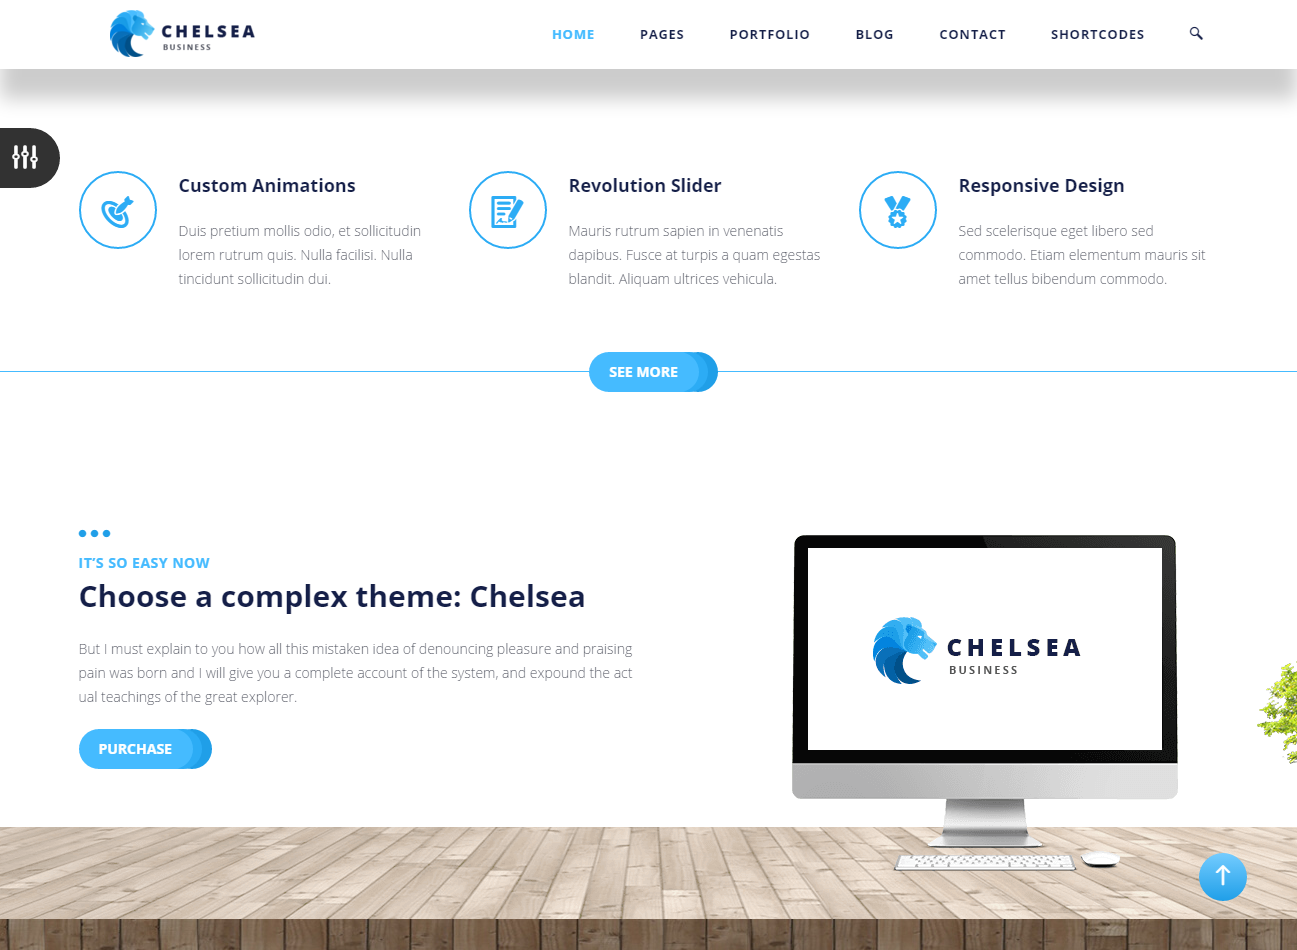 CHELSEA
BUSINESS
HOME PAGES PORTFOLIO BLOG CONTACT SHORTCODES
Custom Animations
Duis pretium mollis odio, et sollicitudin
lorem rutrum quis. Nulla facilisi. Nulla
tincidunt sollicitudin dui.
Revolution Slider
Mauris rutrum sapien in venenatis
dapibus. Fusce at turpis a quam egestas
blandit. Aliquam ultrices vehicula.
Responsive Design
Sed scelerisque eget libero sed
commodo. Etiam elementum mauris sit
amet tellus bibendum commodo.
SEE MORE
IT'S SO EASY NOW
Choose a complex theme: Chelsea
But I must explain to you how all this mistaken idea of denouncing pleasure and praising
pain was born and I will give you a complete account of the system, and expound the act
ual teachings of the great explorer.
PURCHASE
CHELSEA
BUSINESS